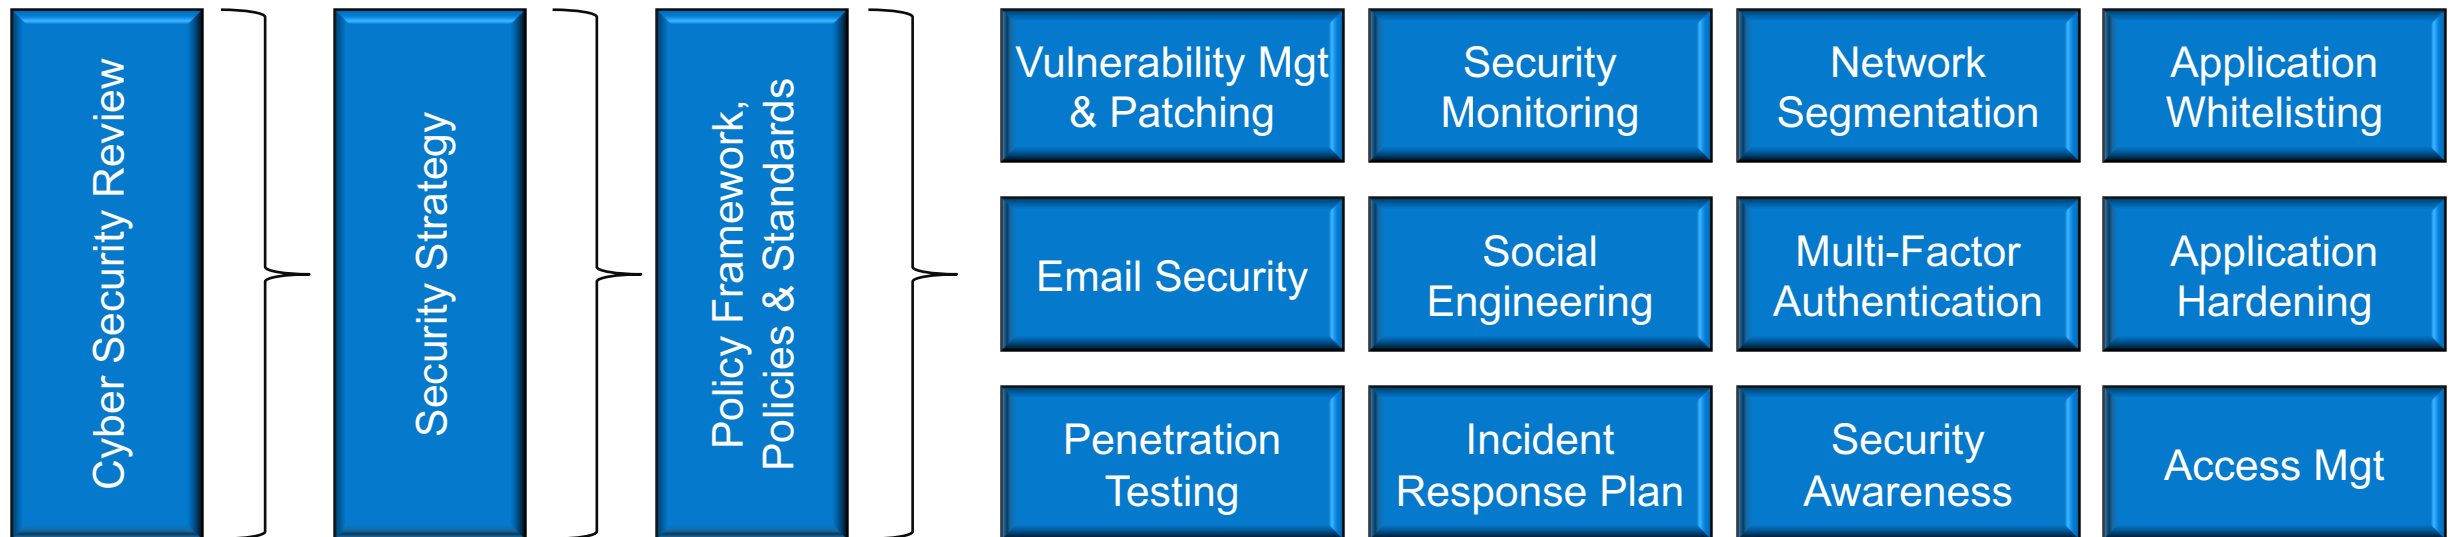 Cyber Security Review
Security Strategy
Policy Framework,
Policies & Standards
Vulnerability Mgt
& Patching
Security
Monitoring
Network
Segmentation
Application
Whitelisting
Email Security
Social
Engineering
Multi-Factor
Authentication
Application
Hardening
Penetration
Testing
Incident
Response Plan
Security
Awareness
Access Mgt